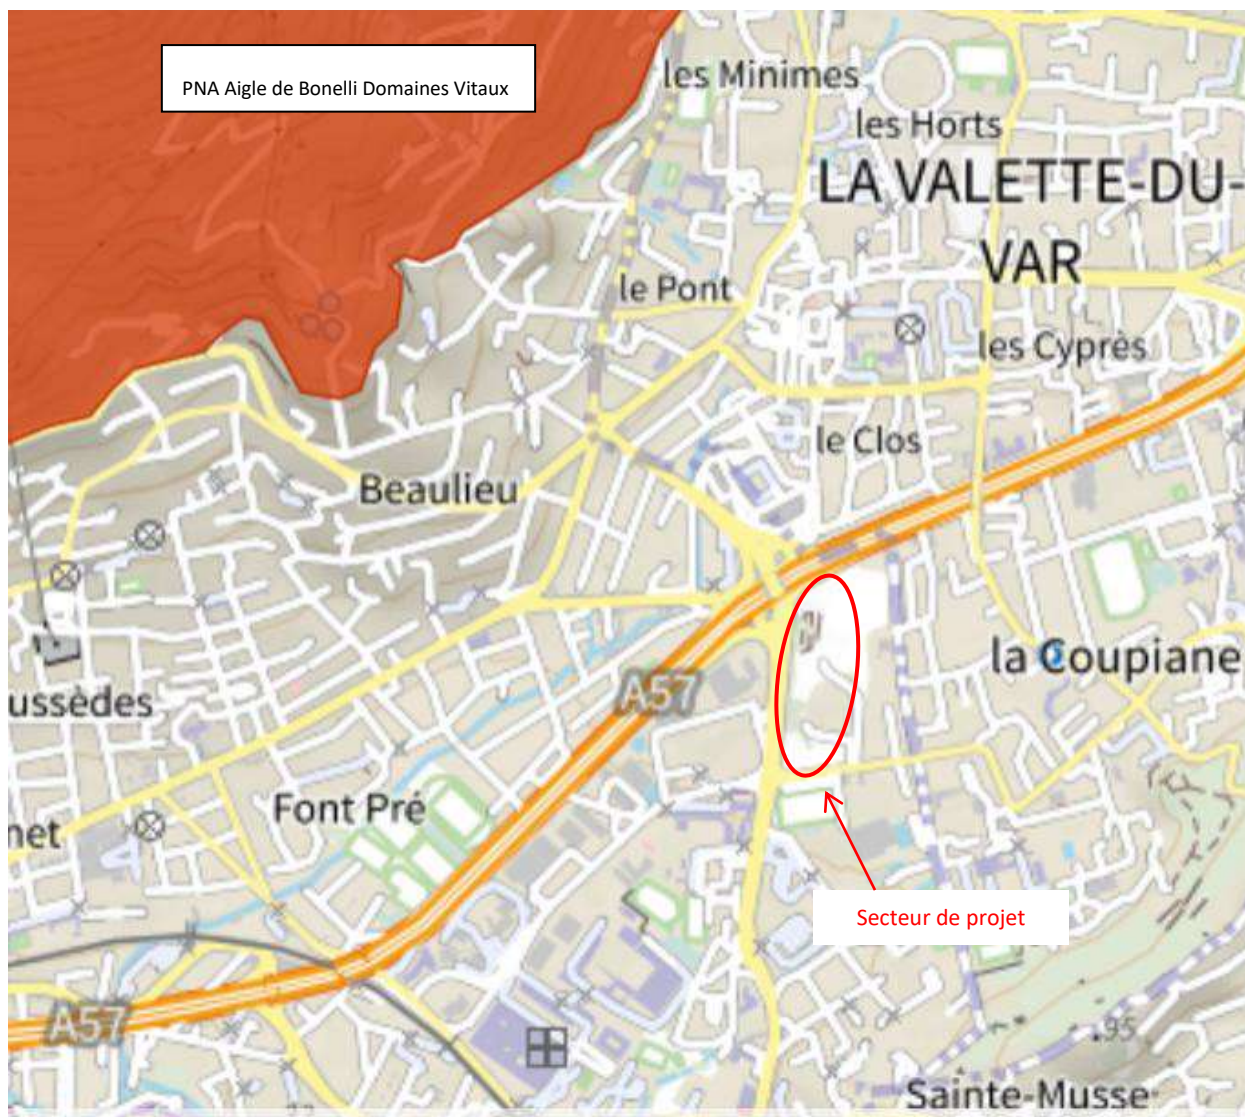 PNA Aigle de Bonelli Domaines Vitaux
les Minimes
les Horts
LA VALETTE-DU-
VAR
le Pont
les Cyprès
le Clos
Beaulieu
la Coupiane
A57
ussèdes
Font Pré
net
Secteur de projet
A57
.95
Sainte-Musse